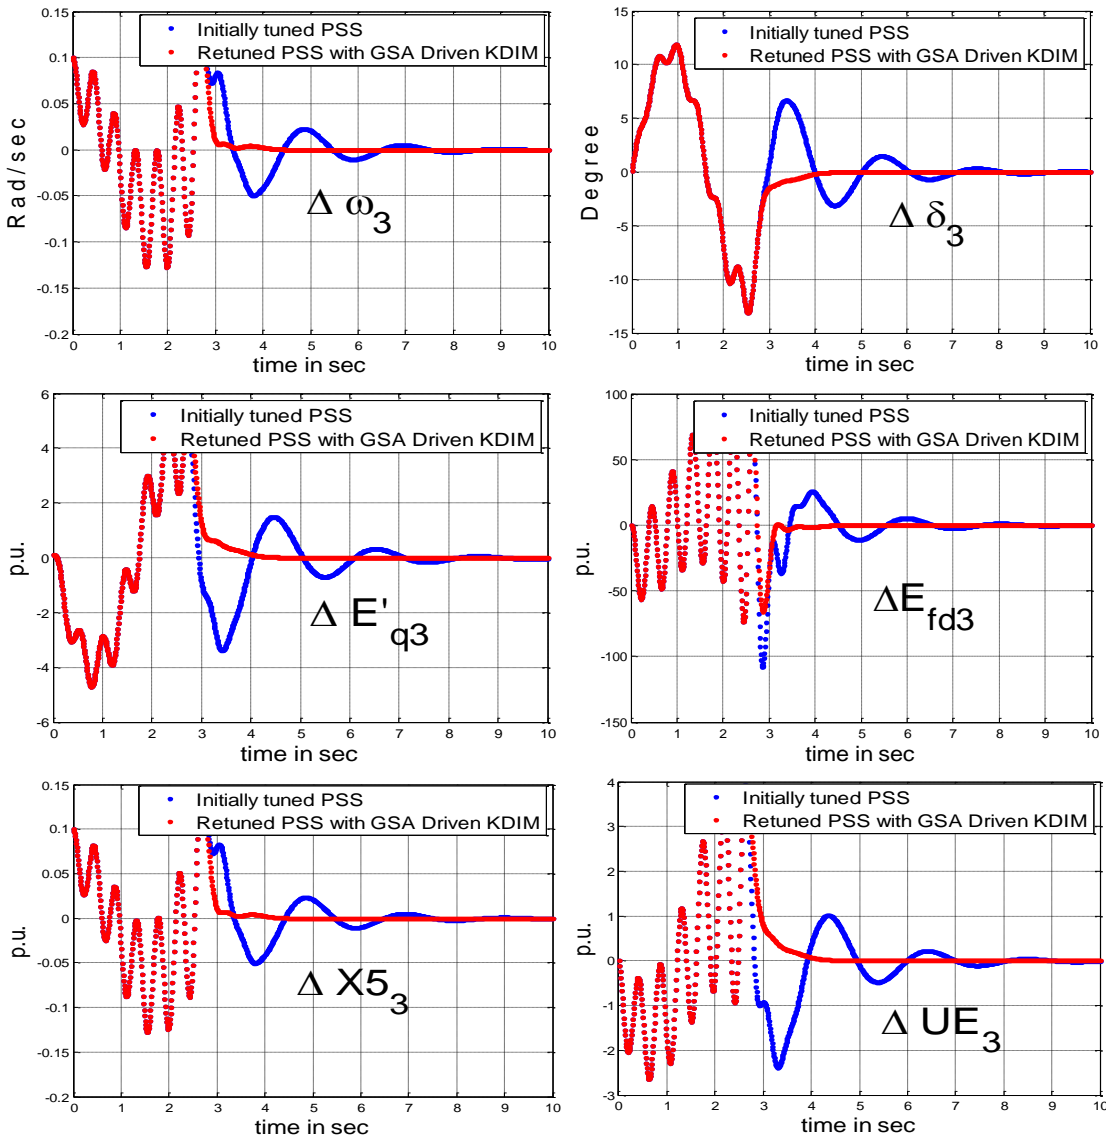 Initially tuned PSS
Retuned PSS with GSA Driven KDIM
0.15
0.1
0.05
0
-0.05
-0.1
-0.15
-0.2
Rad/sec
Δ ω3
0 1 2 3 4 5 6 7 8 9 10
time in sec
Initially tuned PSS
Retuned PSS with GSA Driven KDIM
15
10
5
0
-5
-10
-15
Degree
Δ δ3
0 1 2 3 4 5 6 7 8 9 10
time in sec
Initially tuned PSS
Retuned PSS with GSA Driven KDIM
6
4
2
0
-2
-4
-6
p.u.
Δ E'q3
0 1 2 3 4 5 6 7 8 9 10
time in sec
Initially tuned PSS
Retuned PSS with GSA Driven KDIM
100
50
0
-50
-100
-150
p.u.
ΔEfd3
0 1 2 3 4 5 6 7 8 9 10
time in sec
Initially tuned PSS
Retuned PSS with GSA Driven KDIM
0.15
0.1
0.05
0
-0.05
-0.1
-0.15
-0.2
p.u.
Δ X53
0 1 2 3 4 5 6 7 8 9 10
time in sec
Initially tuned PSS
Retuned PSS with GSA Driven KDIM
4
3
2
1
0
-1
-2
-3
p.u.
Δ UE3
0 1 2 3 4 5 6 7 8 9 10
time in sec